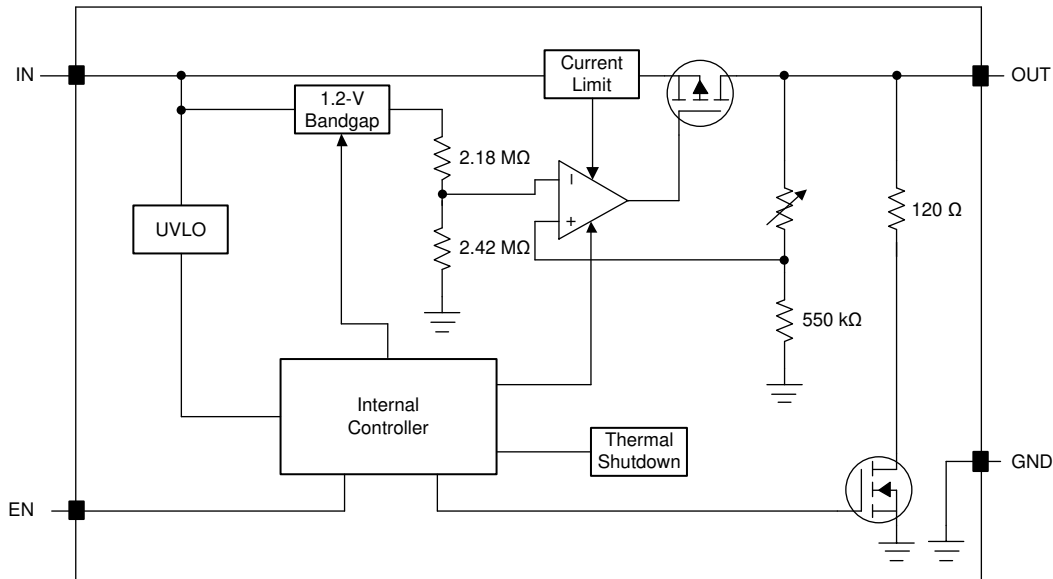 IN
Current
Limit
OUT
1.2-V
Bandgap
2.18 MΩ
UVLO
2.42 MΩ
120 Ω
550 kΩ
Internal
Controller
Thermal
Shutdown
GND
EN